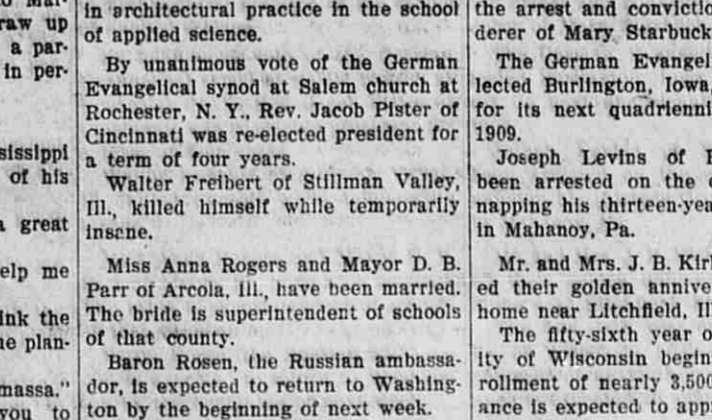 raw up
a par-
in per-
sissippi
of his
a great
elp me
ink the
e plan-
massa."
you to
in architectural practice in the school
of applied science.
By unanimous vote of the German
Evangelical synod at Salem church at
Rochester, N. Y., Rev. Jacob Pister of
Cincinnati was re-elected president for
a term of four years.
Walter Freibert of Stillman Valley,
Ill., killed himself while temporarily
insane.
Miss Anna Rogers and Mayor D. B.
Parr of Arcola, Ill., have been married.
The bride is superintendent of schools
of that county.
Baron Rosen, the Russian ambassa-
dor, is expected to return to Washing-
ton by the beginning of next week.
the arrest and convictio
derer of Mary Starbuck
The German Evangel
lected Burlington, Iowa,
for its next quadrienni
1909.
Joseph Levins of
been arrested on the
napping his thirteen-yea
in Mahanoy, Pa.
Mr. and Mrs. J. B. Kir
ed their golden annive
home near Litchfield, Il
The fifty-sixth year o
ity of Wisconsin begin
rollment of nearly 3,500
ance is expected to app